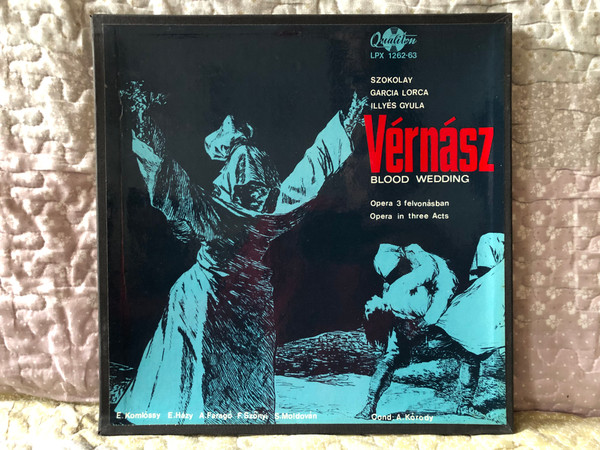 Qualiton
LPX 1262-63
SZOKOLAY
GARCIA LORCA
ILLYÉS GYULA
Vérnász
BLOOD WEDDING
Opera 3 felvonásban
Opera in three Acts
E. Komlóssy E. Házy A. Faragó F. Szőnyi S. Moldován Cond: A. Kórody